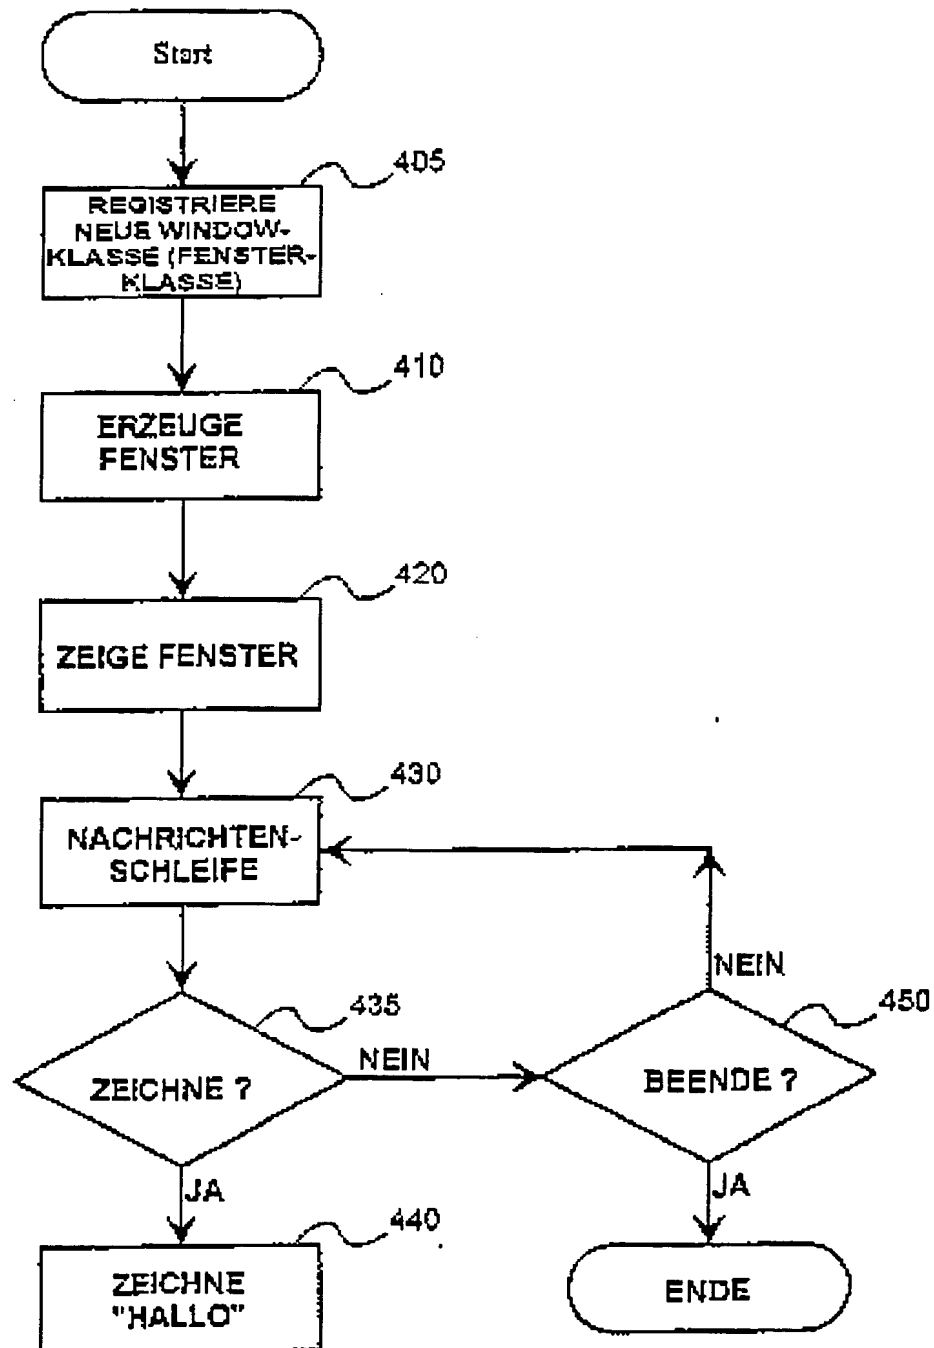 Start
405
REGISTRIERE
NEUE WINDOW-
KLASSE (FENSTER-
KLASSE)
410
ERZEUGE
FENSTER
420
ZEIGE FENSTER
430
NACHRICHTEN-
SCHLEIFE
NEIN
435
450
NEIN
ZEICHNE ?
BEENDE ?
JA
JA
440
ZEICHNE
"HALLO"
ENDE